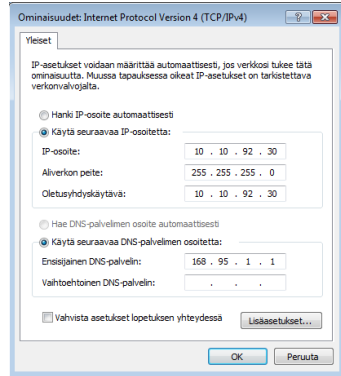 Ominaisuudet: Internet Protocol Version 4 (TCP/IPv4)
Yleiset
IP-asetukset voidaan määrittää automaattisesti, jos verkkosi tukee tätä
ominaisuutta. Muussa tapauksessa oikeat IP-asetukset on tarkistettava
verkonvalvojalta.
Hanki IP-osoite automaattisesti
Käytä seuraavaa IP-osoitetta:
IP-osoite: 10 . 10 . 92 . 30
Aliverkon peite: 255 . 255 . 255 . 0
Oletusyhdyskäytävä: 10 . 10 . 92 . 30
Hae DNS-palvelimen osoite automaattisesti
Käytä seuraavaa DNS-palvelimen osoitetta:
Ensisijainen DNS-palvelin: 168 . 95 . 1 . 1
Vaihtoehtoinen DNS-palvelin: . . .
Vahvista asetukset lopetuksen yhteydessä
Lisäasetukset...
OK Peruuta